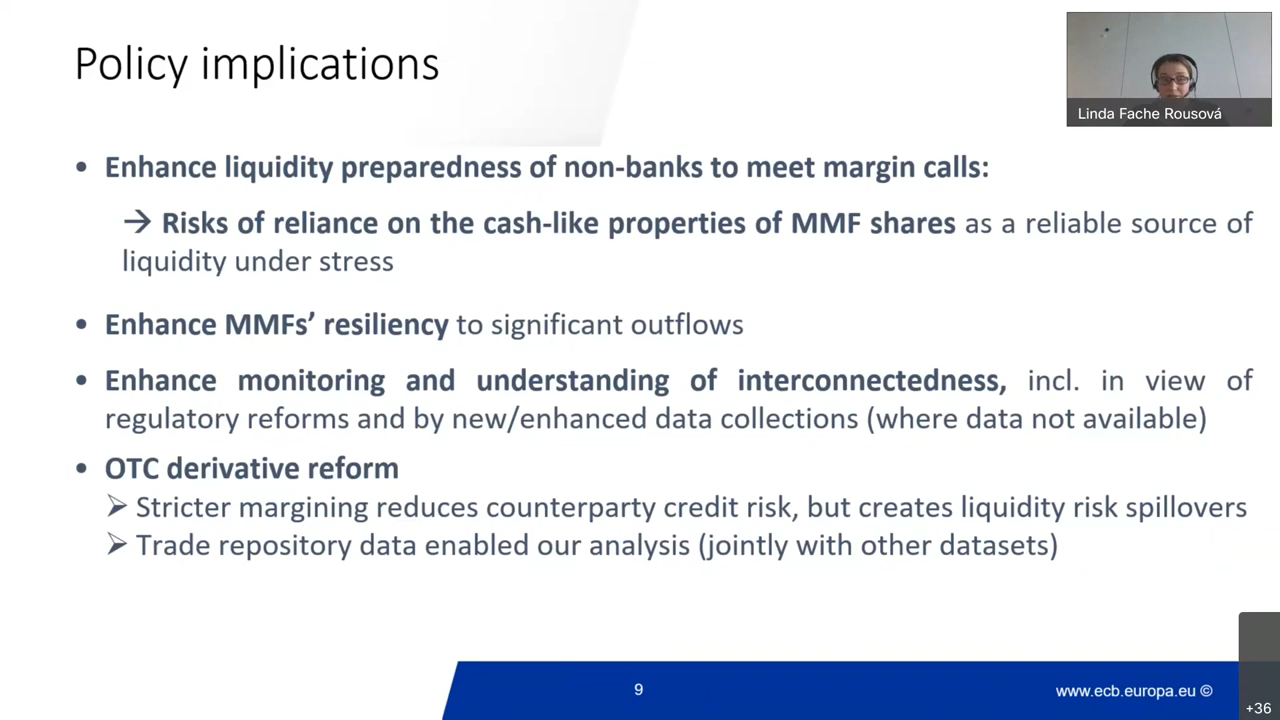 Policy implications
Linda Fache Rousová
• Enhance liquidity preparedness of non-banks to meet margin calls:
→ Risks of reliance on the cash-like properties of MMF shares as a reliable source of
liquidity under stress
• Enhance MMFs’ resiliency to significant outflows
• Enhance monitoring and understanding of interconnectedness, incl. in view of
regulatory reforms and by new/enhanced data collections (where data not available)
• OTC derivative reform
➢ Stricter margining reduces counterparty credit risk, but creates liquidity risk spillovers
➢ Trade repository data enabled our analysis (jointly with other datasets)
9
www.ecb.europa.eu ©
+36